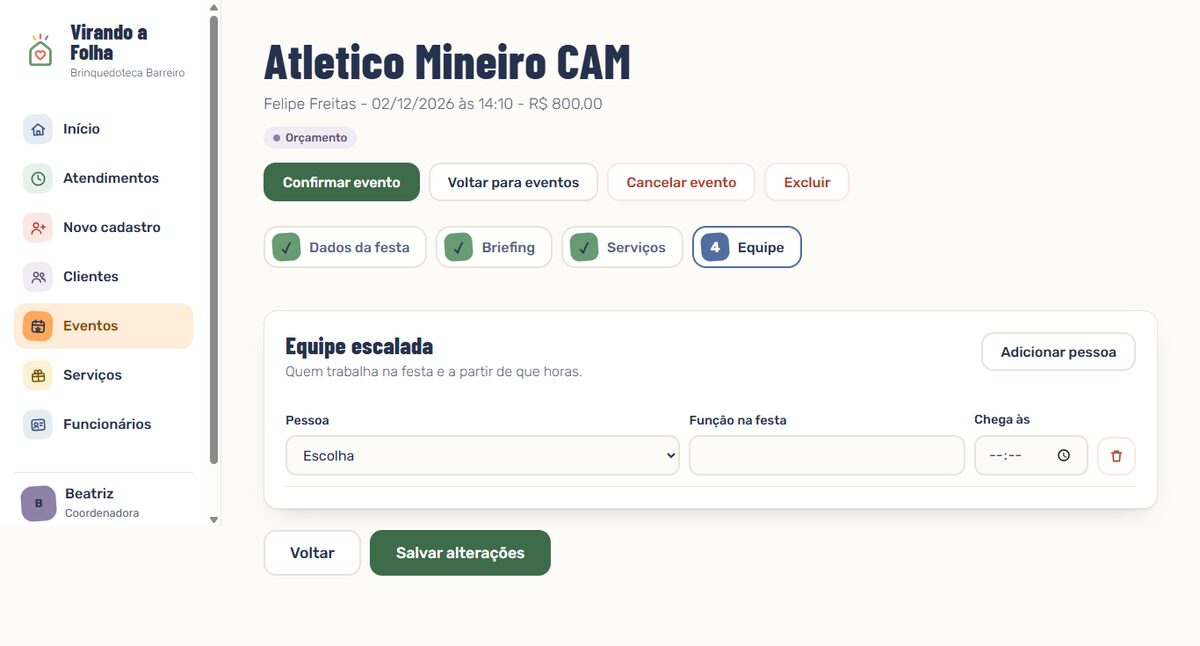 Virando a
Folha
Brinquedoteca Barreiro
Início
Atendimentos
Novo cadastro
Clientes
Eventos
Serviços
Funcionários
B
Beatriz
Coordenadora
Atletico Mineiro CAM
Felipe Freitas - 02/12/2026 às 14:10 - R$ 800,00
Orçamento
Confirmar evento
Voltar para eventos
Cancelar evento
Excluir
✓ Dados da festa
✓ Briefing
✓ Serviços
4 Equipe
Equipe escalada
Quem trabalha na festa e a partir de que horas.
Adicionar pessoa
Pessoa
Função na festa
Chega às
Escolha
--:--
Voltar
Salvar alterações